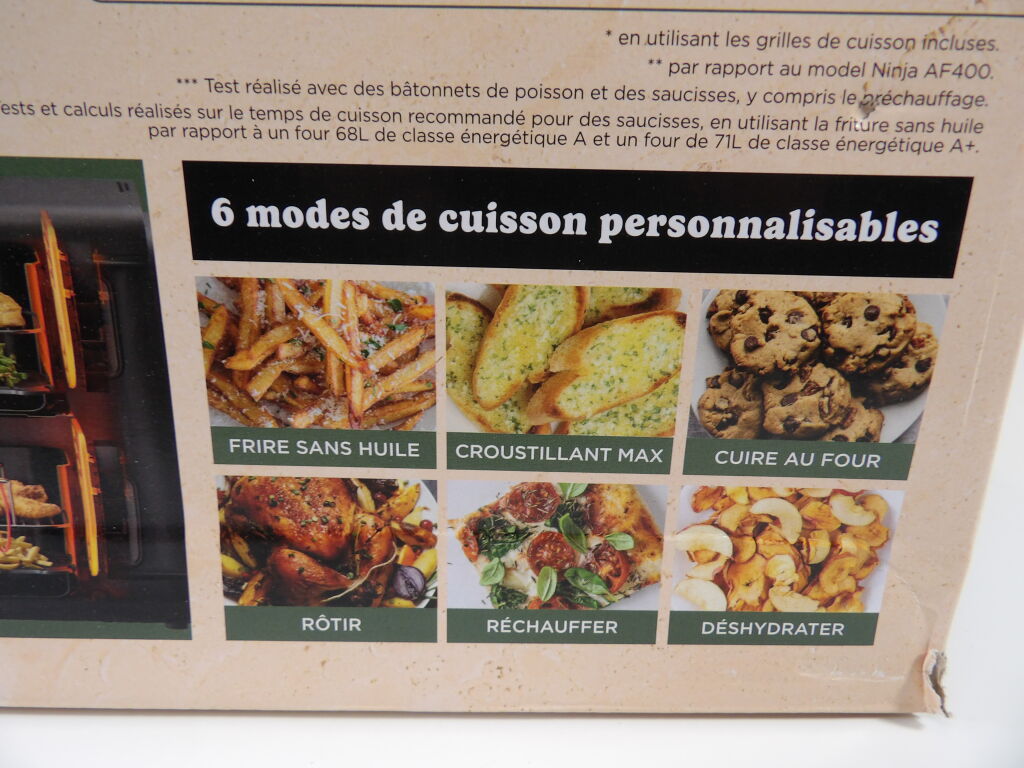 * en utilisant les grilles de cuisson incluses.
** par rapport au model Ninja AF400.
*** Test réalisé avec des bâtonnets de poisson et des saucisses, y compris le préchauffage.
ests et calculs réalisés sur le temps de cuisson recommandé pour des saucisses, en utilisant la friture sans huile
par rapport à un four 68L de classe énergétique A et un four de 71L de classe énergétique A+.
6 modes de cuisson personnalisables
FRIRE SANS HUILE
CROUSTILLANT MAX
CUIRE AU FOUR
RÔTIR
RÉCHAUFFER
DÉSHYDRATER